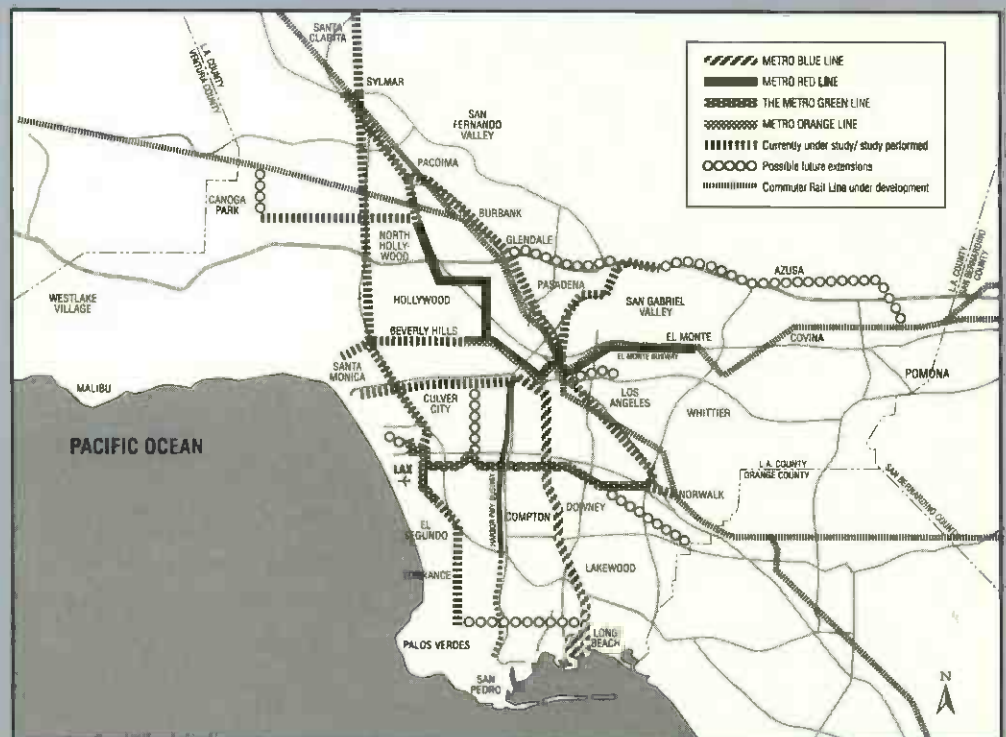 SANTA
CLARITA
L.A. COUNTY
VENTURA COUNTY
SYLMAR
SAN
FERNANDO
VALLEY
PACOIMA
METRO BLUE LINE
METRO RED LINE
THE METRO GREEN LINE
METRO ORANGE LINE
Currently under study/ study performed
Possible future extensions
Commuter Rail Line under development
CANOGA
PARK
BURBANK
NORTH
HOLLY-
WOOD
GLENDALE
PASADENA
AZUSA
L.A. COUNTY
SAN BERNARDINO
COUNTY
WESTLAKE
VILLAGE
HOLLYWOOD
SAN GABRIEL
VALLEY
BEVERLY HILLS
EL MONTE
EL MONTE BUSWAY
COVINA
SANTA
MONICA
POMONA
MALIBU
CULVER
CITY
LOS
ANGELES
WHITTIER
PACIFIC OCEAN
LAX
L.A. COUNTY
ORANGE COUNTY
SAN BERNARDINO COUNTY
NORWALK
HARBOR FWY BUSWAY
COMPTON
DOWNEY
EL
SEGUNDO
TORRANCE
LAKEWOOD
PALOS VERDES
LONG
BEACH
SAN
PEDRO
N